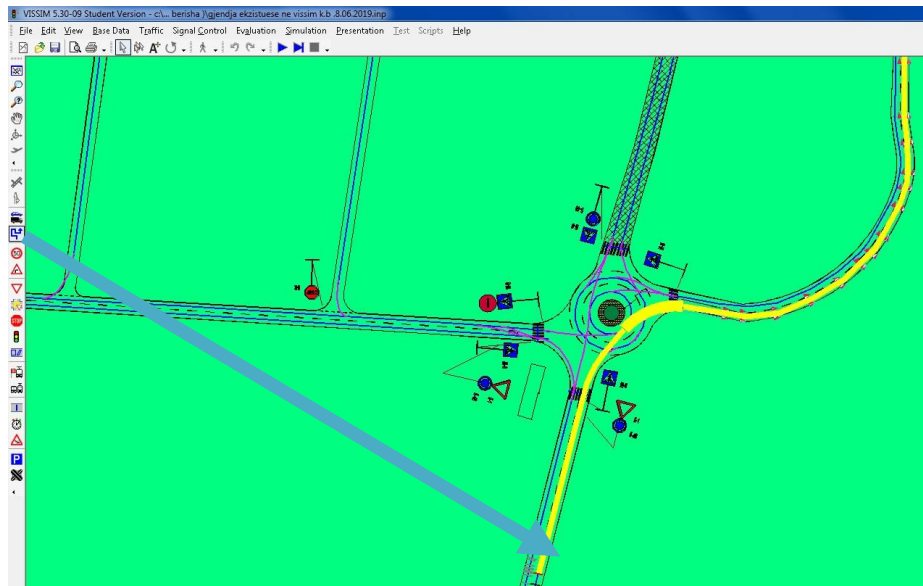 VISSIM 5.30-09 Student Version - c:\... berisha )\gjendja ekzistuese ne vissim k.b .8.06.2019.inp
File Edit View Base Data Traffic Signal Control Evaluation Simulation Presentation Test Scripts Help